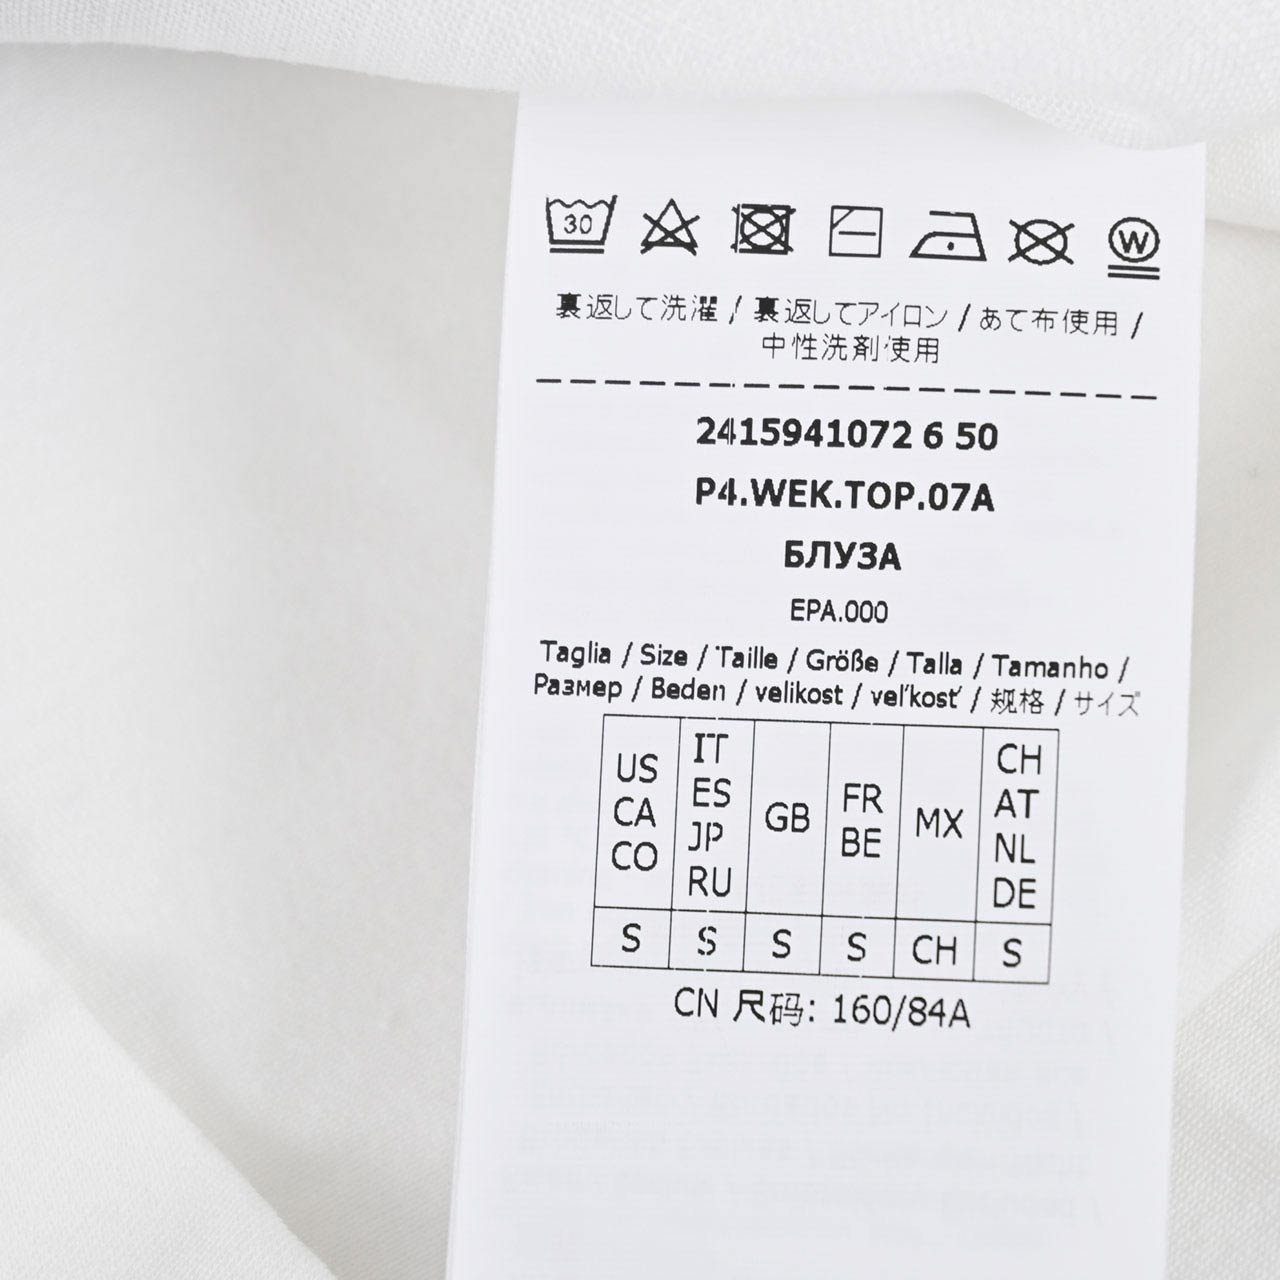 30
W
裏返して洗濯 / 裏返してアイロン / あて布使用 /
中性洗剤使用
2415941072 6 50
P4.WEK.TOP.07A
БЛУЗА
EPA.000
Taglia / Size / Taille / Größe / Talla / Tamanho /
Размер / Beden / velikost / veľkosť / 规格 / サイズ
US CA CO
IT ES JP RU
GB
FR BE
MX
CH AT NL DE
S S S S CH S
CN 尺码: 160/84A